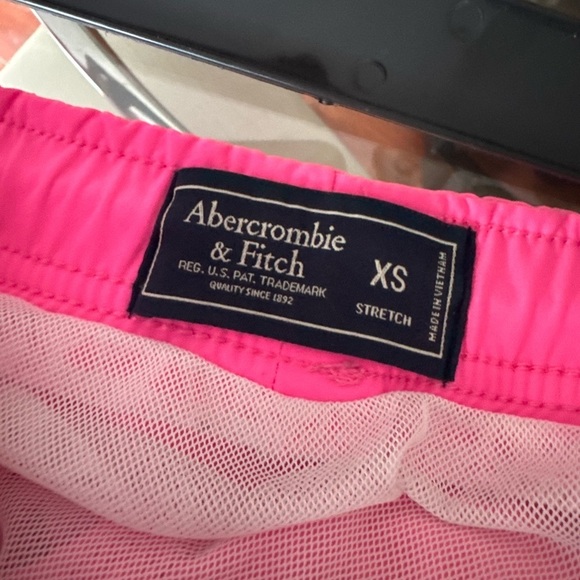 Abercrombie
& Fitch
REG. U.S. PAT. TRADEMARK
QUALITY SINCE 1892
XS
STRETCH
MADE IN VIETNAM